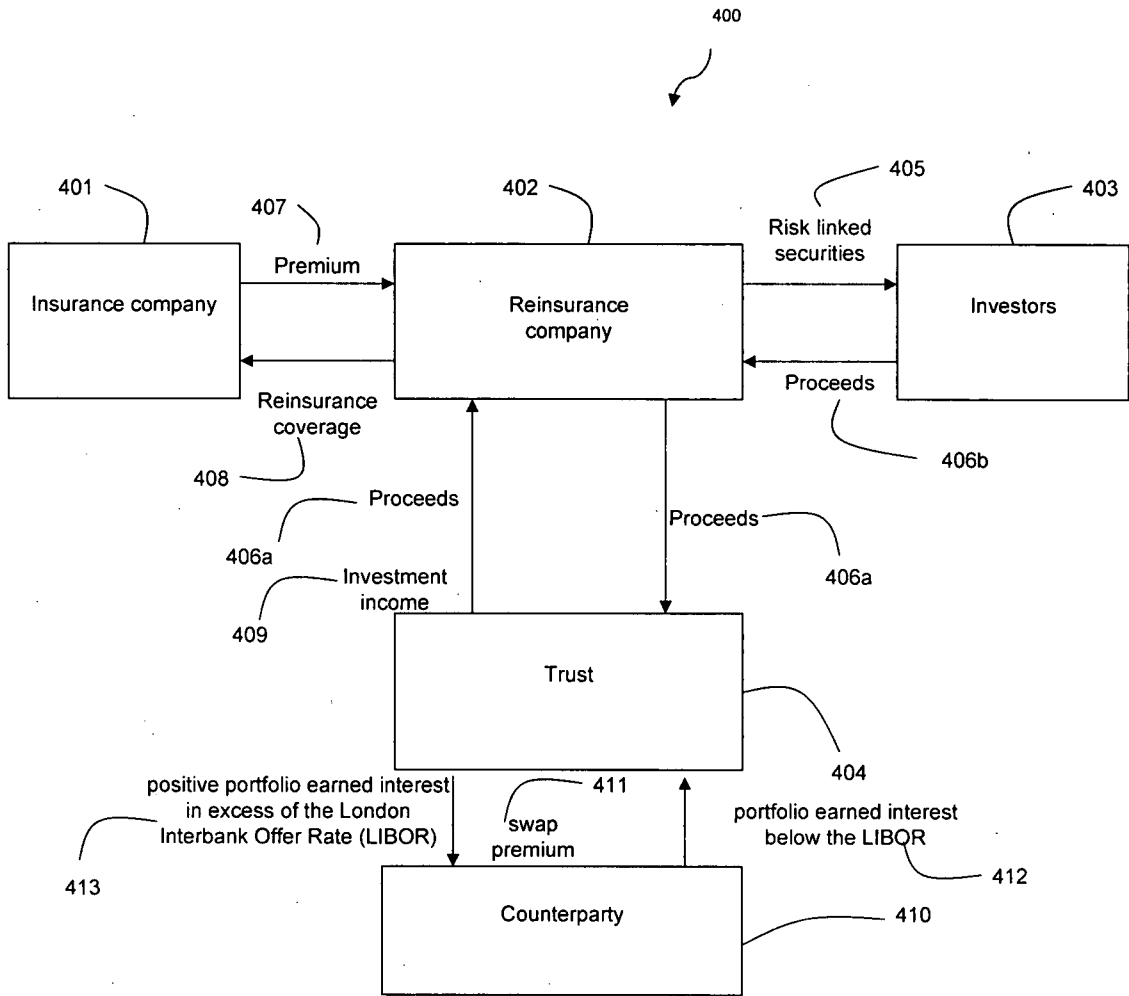 400
401
407
402
405
403
Insurance company
Premium
Reinsurance
company
Risk linked
securities
Investors
Reinsurance
coverage
408
Proceeds
406b
Proceeds
406a
Proceeds
406a
Investment
income
409
Trust
404
positive portfolio earned interest
in excess of the London
Interbank Offer Rate (LIBOR)
413
411
swap
premium
portfolio earned interest
below the LIBOR
412
Counterparty
410